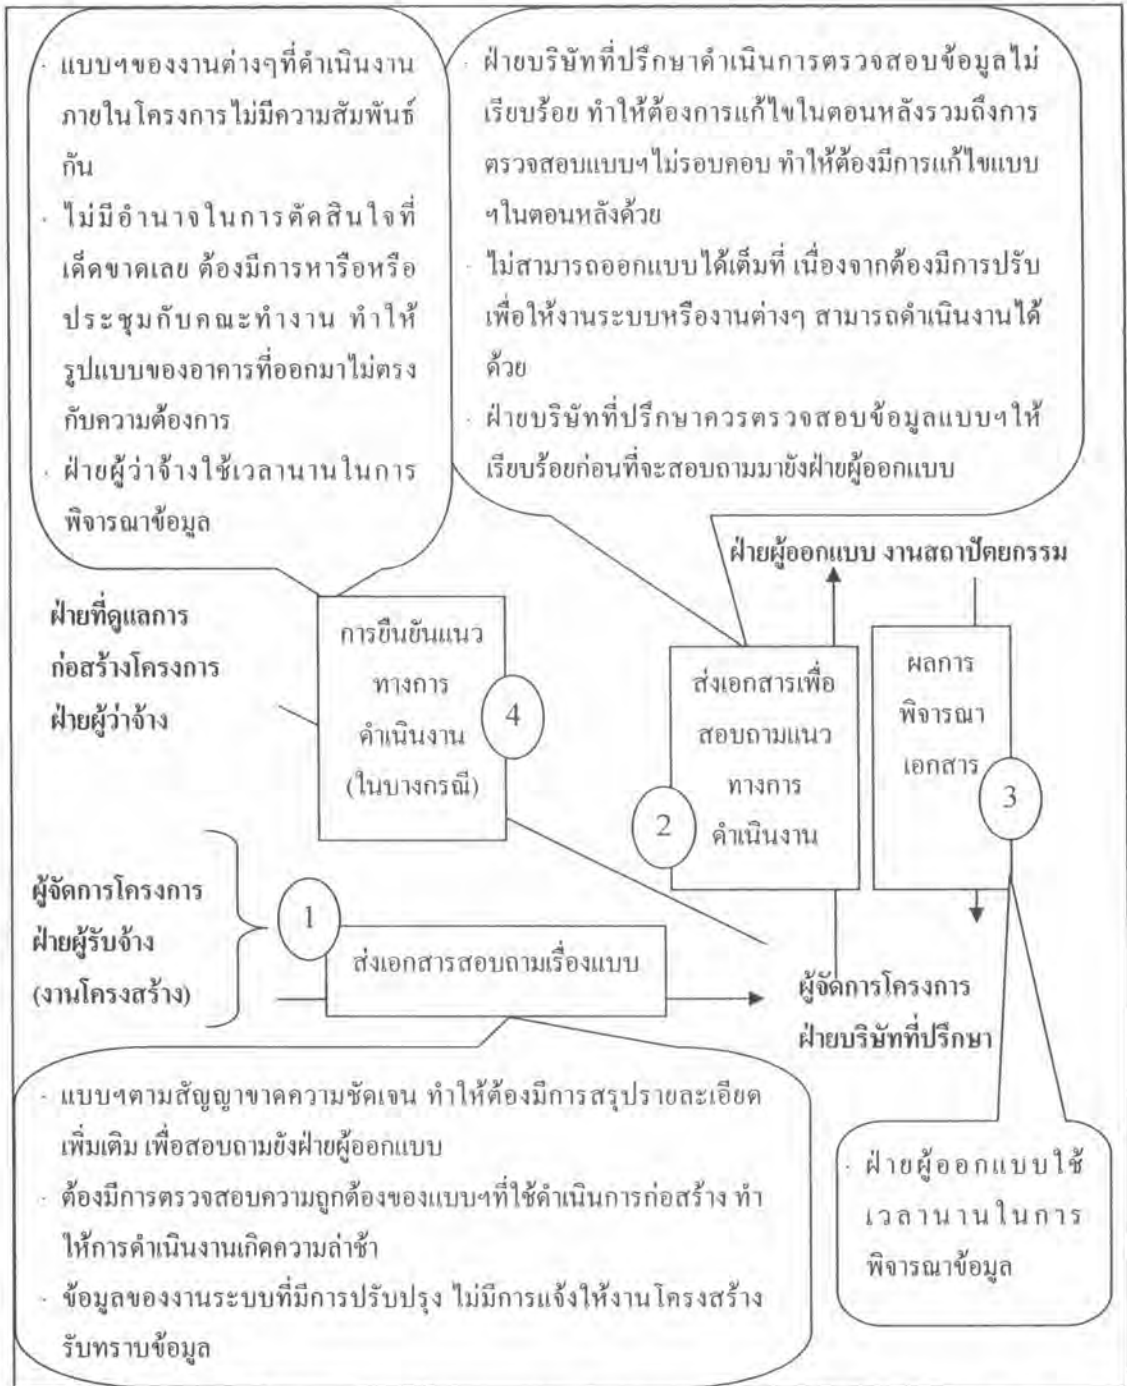 · แบบฯของงานต่างๆที่ดำเนินงาน
ภายในโครงการไม่มีความสัมพันธ์
กัน
· ไม่มีอำนาจในการตัดสินใจที่
เด็ดขาดเลย ต้องมีการหารือหรือ
ประชุมกับคณะทำงาน ทำให้
รูปแบบของอาคารที่ออกมาไม่ตรง
กับความต้องการ
· ฝ่ายผู้ว่าจ้างใช้เวลานานในการ
พิจารณาข้อมูล
· ฝ่ายบริษัทที่ปรึกษาดำเนินการตรวจสอบข้อมูลไม่
เรียบร้อย ทำให้ต้องการแก้ไขในตอนหลังรวมถึงการ
ตรวจสอบแบบฯไม่รอบคอบ ทำให้ต้องมีการแก้ไขแบบ
ฯในตอนหลังด้วย
· ไม่สามารถออกแบบได้เต็มที่ เนื่องจากต้องมีการปรับ
เพื่อให้งานระบบหรืองานต่างๆ สามารถดำเนินงานได้
ด้วย
· ฝ่ายบริษัทที่ปรึกษาควรตรวจสอบข้อมูลแบบฯให้
เรียบร้อยก่อนที่จะสอบถามมายังฝ่ายผู้ออกแบบ
ฝ่ายผู้ออกแบบ งานสถาปัตยกรรม
ฝ่ายที่ดูแลการ
ก่อสร้างโครงการ
ฝ่ายผู้ว่าจ้าง
การยืนยันแนว
ทางการ
ดำเนินงาน
(ในบางกรณี)
4
ส่งเอกสารเพื่อ
สอบถามแนว
ทางการ
ดำเนินงาน
2
ผลการ
พิจารณา
เอกสาร
3
ผู้จัดการโครงการ
ฝ่ายผู้รับจ้าง
(งานโครงสร้าง)
1
ส่งเอกสารสอบถามเรื่องแบบ
ผู้จัดการโครงการ
ฝ่ายบริษัทที่ปรึกษา
· แบบฯตามสัญญาขาดความชัดเจน ทำให้ต้องมีการสรุปรายละเอียด
เพิ่มเติม เพื่อสอบถามยังฝ่ายผู้ออกแบบ
· ต้องมีการตรวจสอบความถูกต้องของแบบฯที่ใช้ดำเนินการก่อสร้าง ทำ
ให้การดำเนินงานเกิดความล่าช้า
· ข้อมูลของงานระบบที่มีการปรับปรุง ไม่มีการแจ้งให้งานโครงสร้าง
รับทราบข้อมูล
· ฝ่ายผู้ออกแบบใช้
เวลานานในการ
พิจารณาข้อมูล